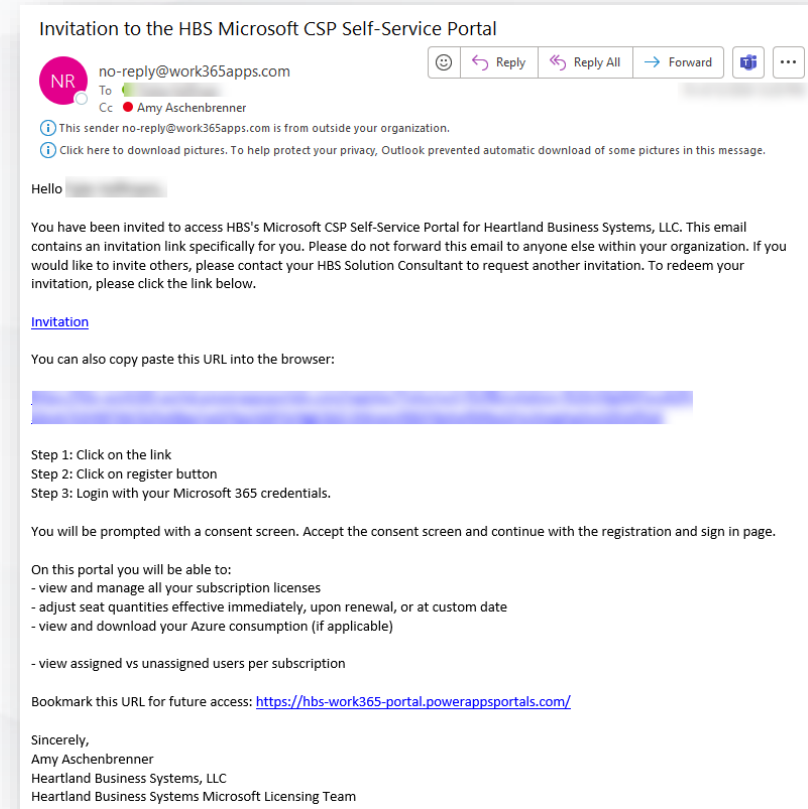 Invitation to the HBS Microsoft CSP Self-Service Portal
NR
no-reply@work365apps.com
Reply
Reply All
Forward
To
Cc Amy Aschenbrenner
This sender no-reply@work365apps.com is from outside your organization.
Click here to download pictures. To help protect your privacy, Outlook prevented automatic download of some pictures in this message.
Hello
You have been invited to access HBS's Microsoft CSP Self-Service Portal for Heartland Business Systems, LLC. This email
contains an invitation link specifically for you. Please do not forward this email to anyone else within your organization. If you
would like to invite others, please contact your HBS Solution Consultant to request another invitation. To redeem your
invitation, please click the link below.
Invitation
You can also copy paste this URL into the browser:
Step 1: Click on the link
Step 2: Click on register button
Step 3: Login with your Microsoft 365 credentials.
You will be prompted with a consent screen. Accept the consent screen and continue with the registration and sign in page.
On this portal you will be able to:
- view and manage all your subscription licenses
- adjust seat quantities effective immediately, upon renewal, or at custom date
- view and download your Azure consumption (if applicable)
- view assigned vs unassigned users per subscription
Bookmark this URL for future access: https://hbs-work365-portal.powerappsportals.com/
Sincerely,
Amy Aschenbrenner
Heartland Business Systems, LLC
Heartland Business Systems Microsoft Licensing Team